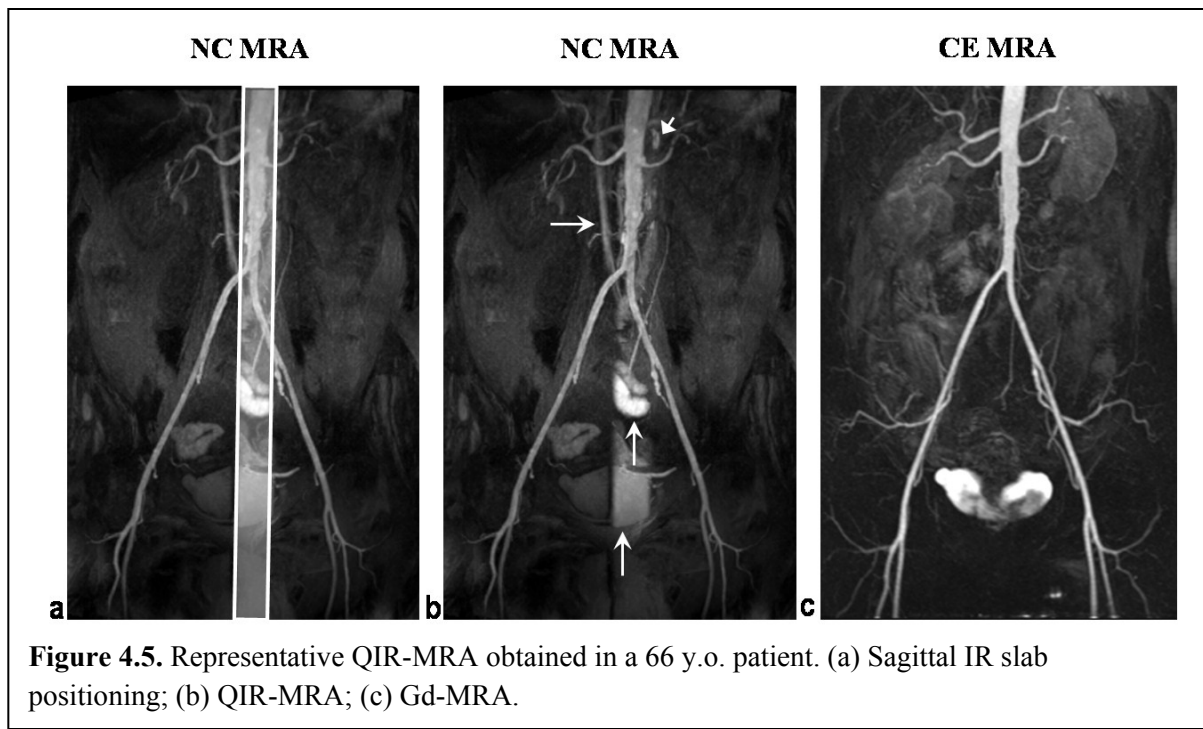 NC MRA
NC MRA
CE MRA
a
b
c
Figure 4.5. Representative QIR-MRA obtained in a 66 y.o. patient. (a) Sagittal IR slab
positioning; (b) QIR-MRA; (c) Gd-MRA.